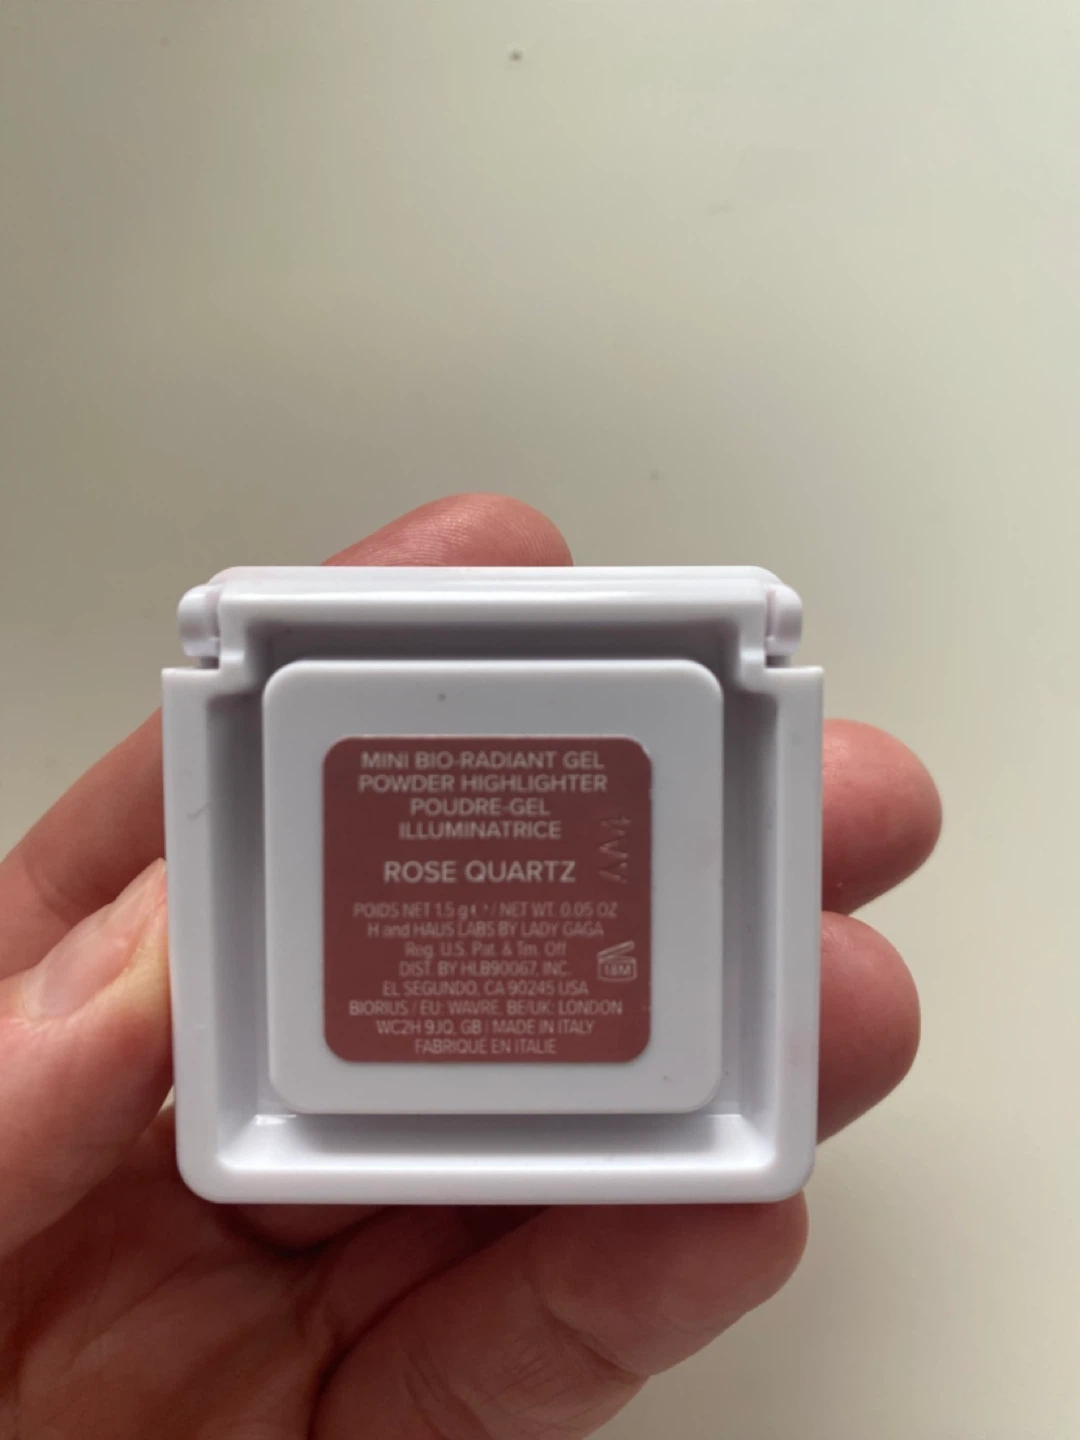 MINI BIO-RADIANT GEL
POWDER HIGHLIGHTER
POUDRE-GEL
ILLUMINATRICE
ROSE QUARTZ
POIDS NET 1.5 g ℮ / NET WT. 0.05 OZ
H and HAUS LABS BY LADY GAGA
Reg. U.S. Pat. & Tm. Off
DIST. BY HLB90067, INC.
EL SEGUNDO, CA 90245 USA
BIORIUS / EU: WAVRE, BE/UK: LONDON
WC2H 9JQ, GB | MADE IN ITALY
FABRIQUÉ EN ITALIE
18M